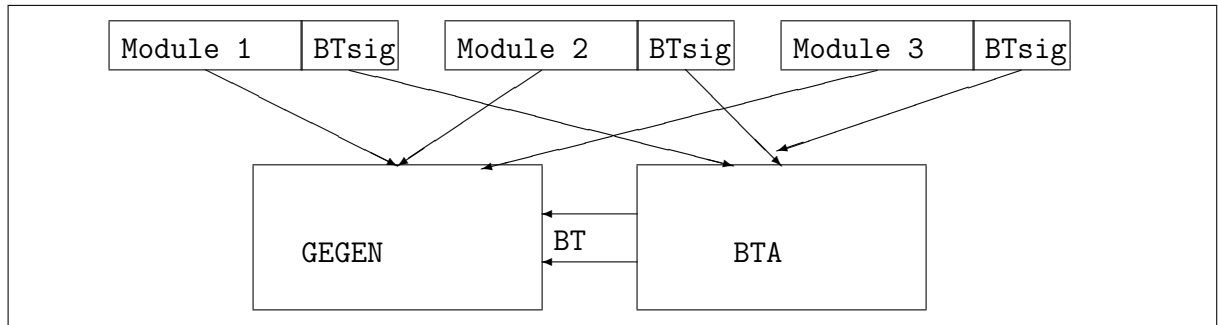 Module 1 BTsig Module 2 BTsig Module 3 BTsig
BT
GEGEN BTA